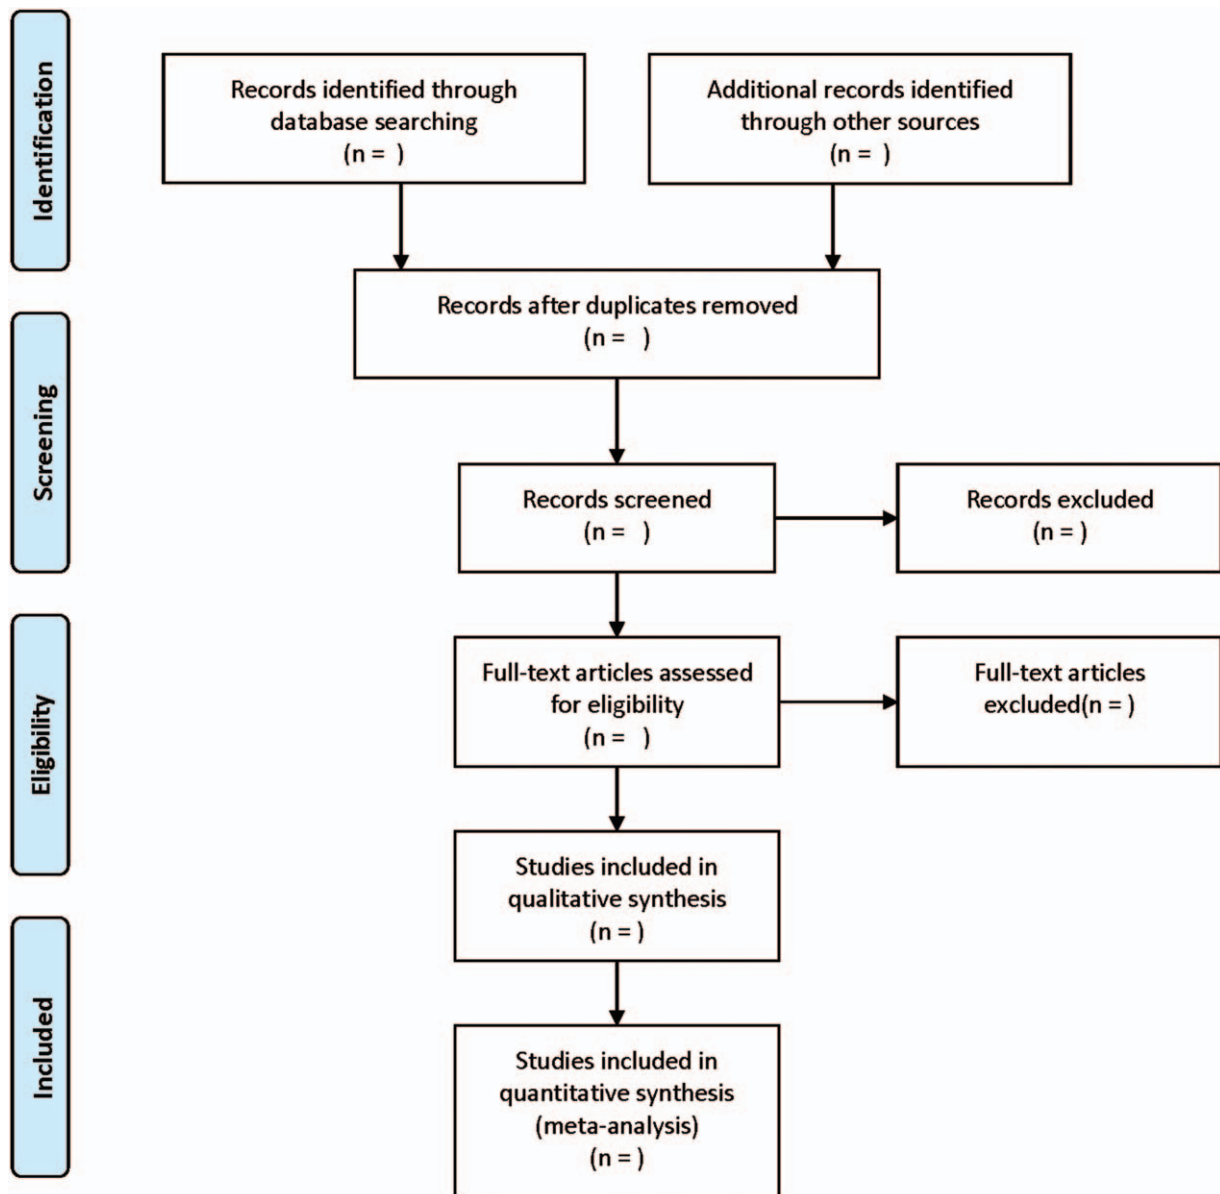 Identification
Records identified through
database searching
(n =  )
Additional records identified
through other sources
(n =  )
Records after duplicates removed
(n =   )
Screening
Records screened
(n =   )
Records excluded
(n = )
Eligibility
Full-text articles assessed
for eligibility
(n =   )
Full-text articles
excluded(n = )
Studies included in
qualitative synthesis
(n = )
Included
Studies included in
quantitative synthesis
(meta-analysis)
(n = )